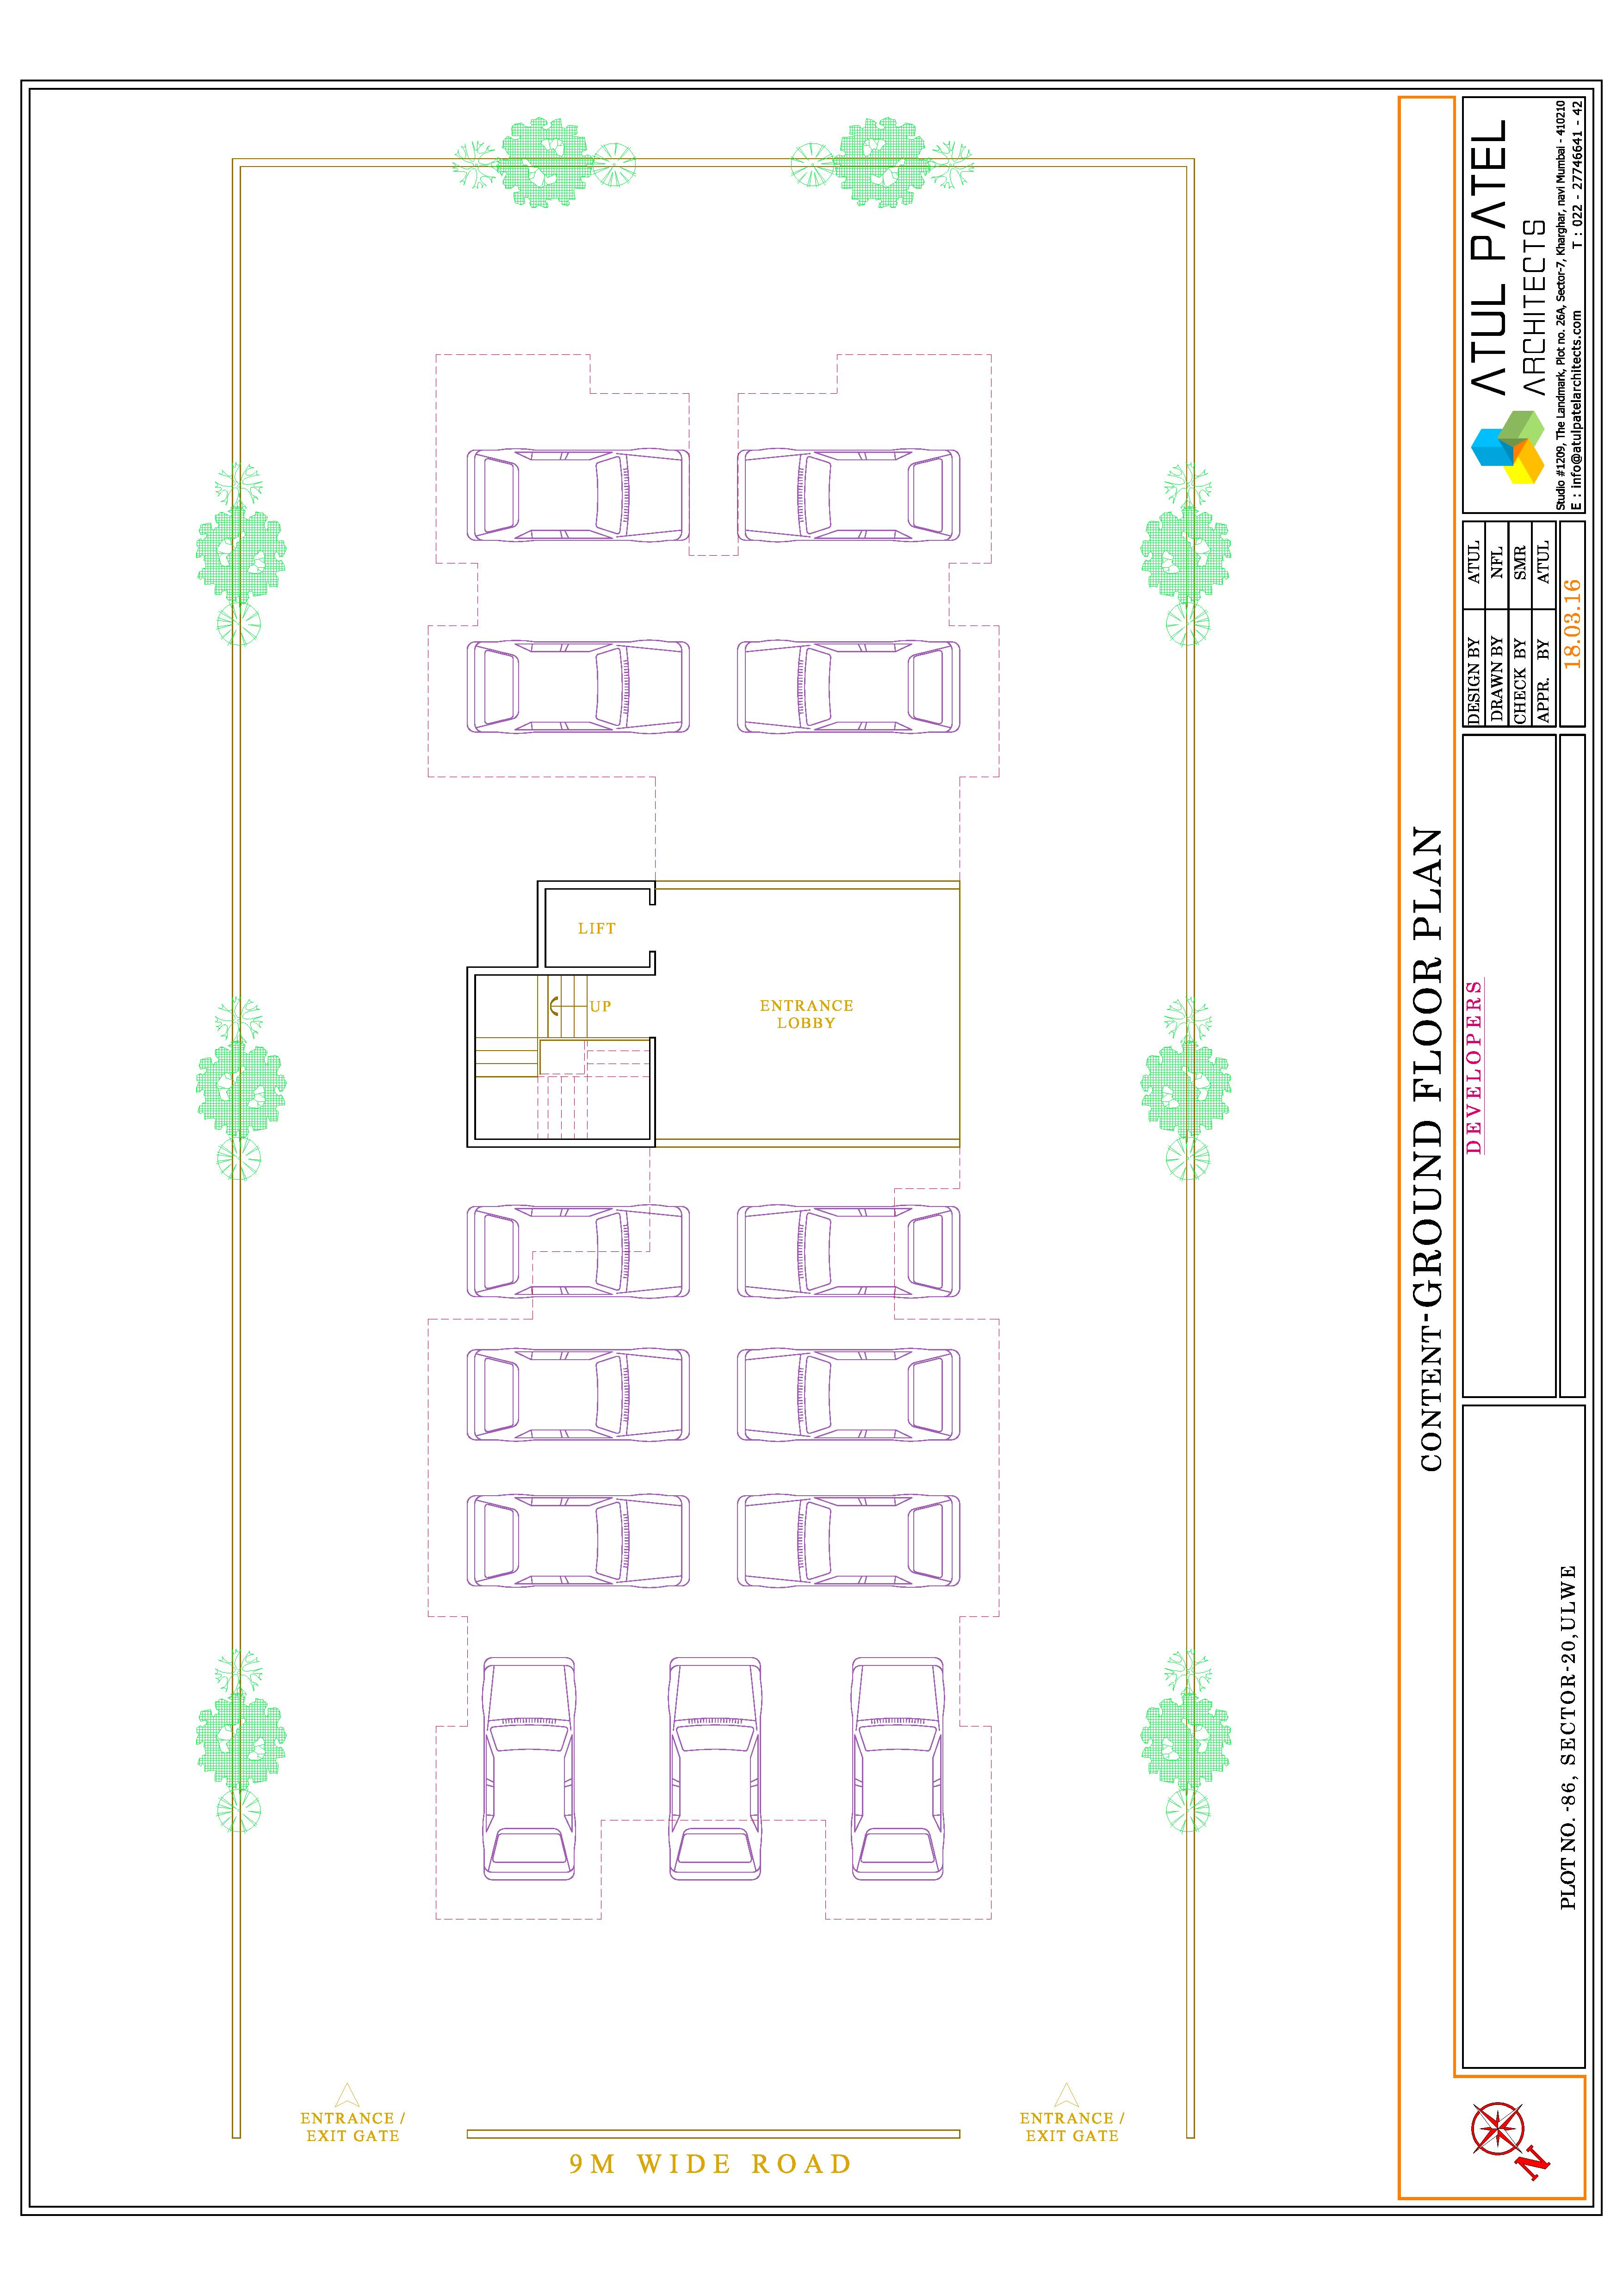 LIFT
UP
ENTRANCE
LOBBY
ENTRANCE /
EXIT GATE
ENTRANCE /
EXIT GATE
9M WIDE ROAD
CONTENT-GROUND FLOOR PLAN
ATUL PATEL
ARCHITECTS
Studio #1209, The Landmark, Plot no. 26A, Sector-7, Kharghar, navi Mumbai - 410210
E : info@atulpatelarchitects.com T : 022 - 27746641 - 42
DESIGN BY ATUL
DRAWN BY NFL
CHECK BY SMR
APPR. BY ATUL
18.03.16
DEVELOPERS
PLOT NO. -86, SECTOR-20,ULWE
N